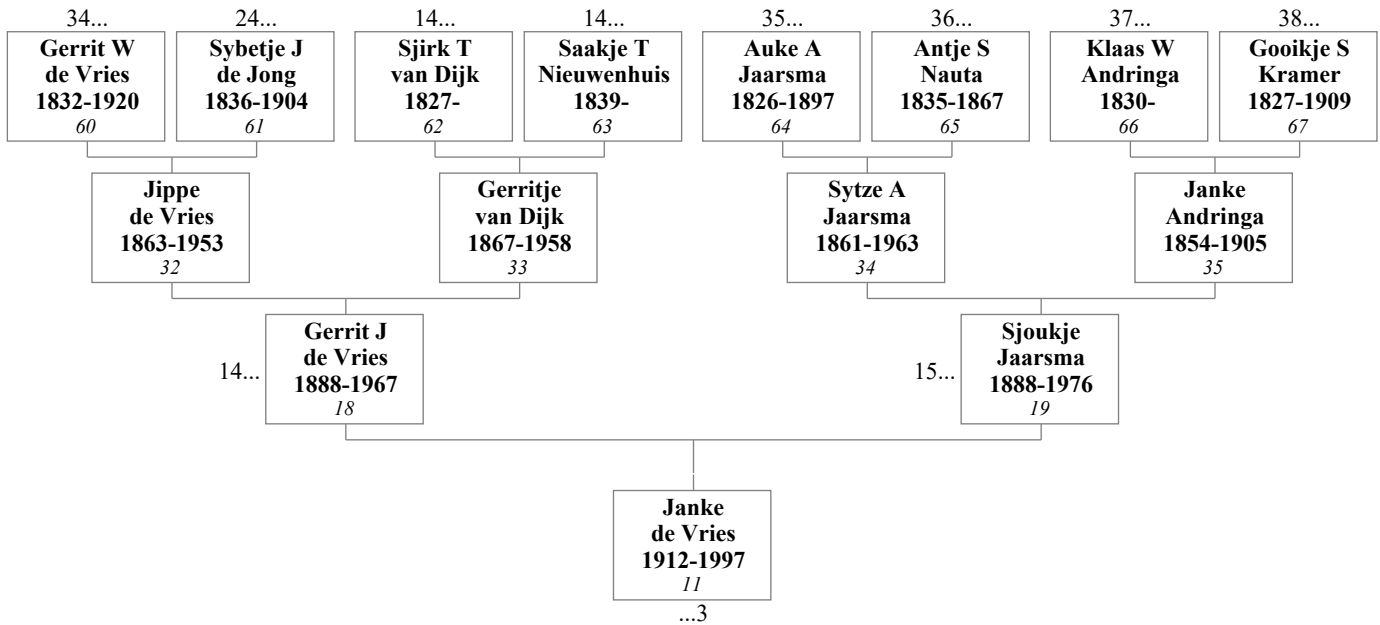 34...
24...
14...
14...
35...
36...
37...
38...
Gerrit W
de Vries
1832-1920
60
Sybetje J
de Jong
1836-1904
61
Sjirk T
van Dijk
1827-
62
Saakje T
Nieuwenhuis
1839-
63
Auke A
Jaarsma
1826-1897
64
Antje S
Nauta
1835-1867
65
Klaas W
Andringa
1830-
66
Gooikje S
Kramer
1827-1909
67
Jippe
de Vries
1863-1953
32
Gerritje
van Dijk
1867-1958
33
Sytze A
Jaarsma
1861-1963
34
Janke
Andringa
1854-1905
35
14...
Gerrit J
de Vries
1888-1967
18
15...
Sjoukje
Jaarsma
1888-1976
19
Janke
de Vries
1912-1997
11
...3